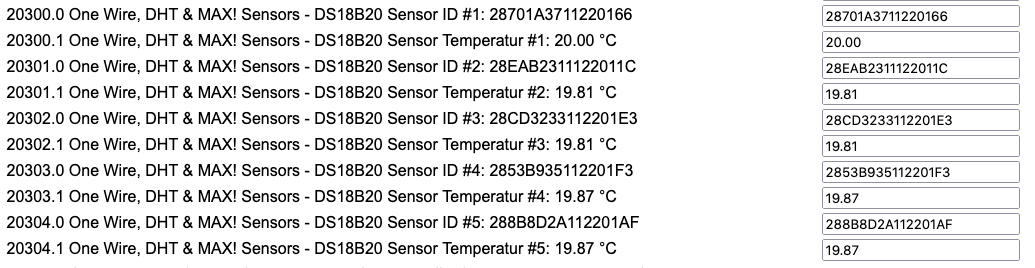 20300.0 One Wire, DHT & MAX! Sensors - DS18B20 Sensor ID #1: 28701A3711220166 28701A3711220166
20300.1 One Wire, DHT & MAX! Sensors - DS18B20 Sensor Temperatur #1: 20.00 °C 20.00
20301.0 One Wire, DHT & MAX! Sensors - DS18B20 Sensor ID #2: 28EAB2311122011C 28EAB2311122011C
20301.1 One Wire, DHT & MAX! Sensors - DS18B20 Sensor Temperatur #2: 19.81 °C 19.81
20302.0 One Wire, DHT & MAX! Sensors - DS18B20 Sensor ID #3: 28CD3233112201E3 28CD3233112201E3
20302.1 One Wire, DHT & MAX! Sensors - DS18B20 Sensor Temperatur #3: 19.81 °C 19.81
20303.0 One Wire, DHT & MAX! Sensors - DS18B20 Sensor ID #4: 2853B935112201F3 2853B935112201F3
20303.1 One Wire, DHT & MAX! Sensors - DS18B20 Sensor Temperatur #4: 19.87 °C 19.87
20304.0 One Wire, DHT & MAX! Sensors - DS18B20 Sensor ID #5: 288B8D2A112201AF 288B8D2A112201AF
20304.1 One Wire, DHT & MAX! Sensors - DS18B20 Sensor Temperatur #5: 19.87 °C 19.87